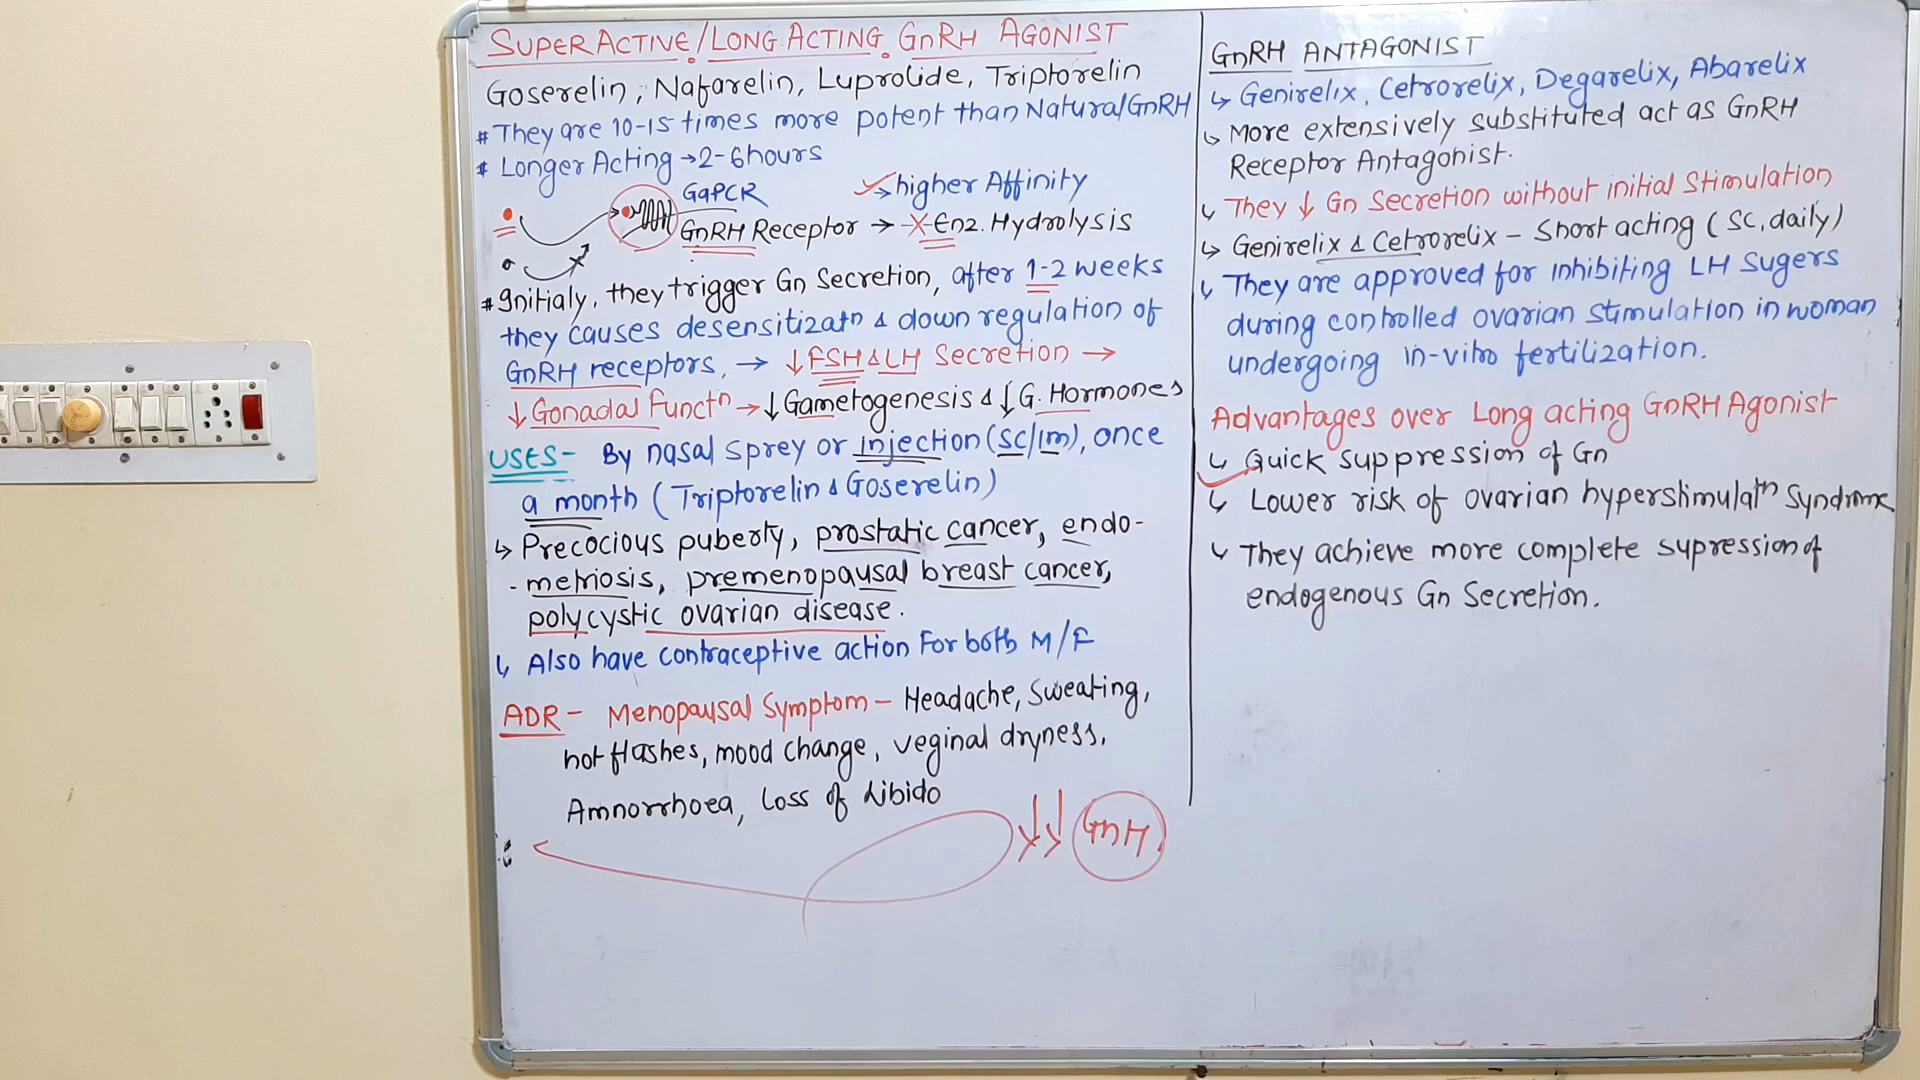 SUPERACTIVE/LONG ACTING GnRH AGONIST
Goserelin, Nafarelin, Luprolide, Triptorelin
# They are 10-15 times more potent than Natural GnRH
# Longer Acting → 2-6 hours
GqPCR
higher Affinity
GnRH Receptor → X Enz. Hydrolysis
# Initialy, they trigger Gn Secretion, after 1-2 weeks
they causes desensitizatn & down regulation of
GnRH receptors, → ↓ FSH & LH Secretion →
↓ Gonadal Functn → ↓ Gametogenesis & ↓ G. Hormones
USES- By nasal sprey or injection (SC/IM), once
a month (Triptorelin & Goserelin)
↳ Precocious puberty, prostatic cancer, endo-
- metriosis, premenopausal breast cancer,
polycystic ovarian disease.
↳ Also have contraceptive action For both M/F
ADR - Menopausal Symptom - Headache, Sweating,
hot flashes, mood change, veginal dryness,
Amnorrhoea, Loss of Libido
↓↓ GnH
GnRH ANTAGONIST
↳ Genirelix, Cetrorelix, Degarelix, Abarelix
↳ More extensively substituted act as GnRH
Receptor Antagonist.
↳ They ↓ Gn Secretion without initial Stimulation
↳ Genirelix & Cetrorelix - Short acting (SC, daily)
↳ They are approved for inhibiting LH Sugers
during controlled ovarian stimulation in woman
undergoing in-vitro fertilization.
Advantages over Long acting GnRH Agonist
↳ Quick suppression of Gn
↳ Lower risk of ovarian hyperstimulatn Syndrome
↳ They achieve more complete supression of
endogenous Gn Secretion.